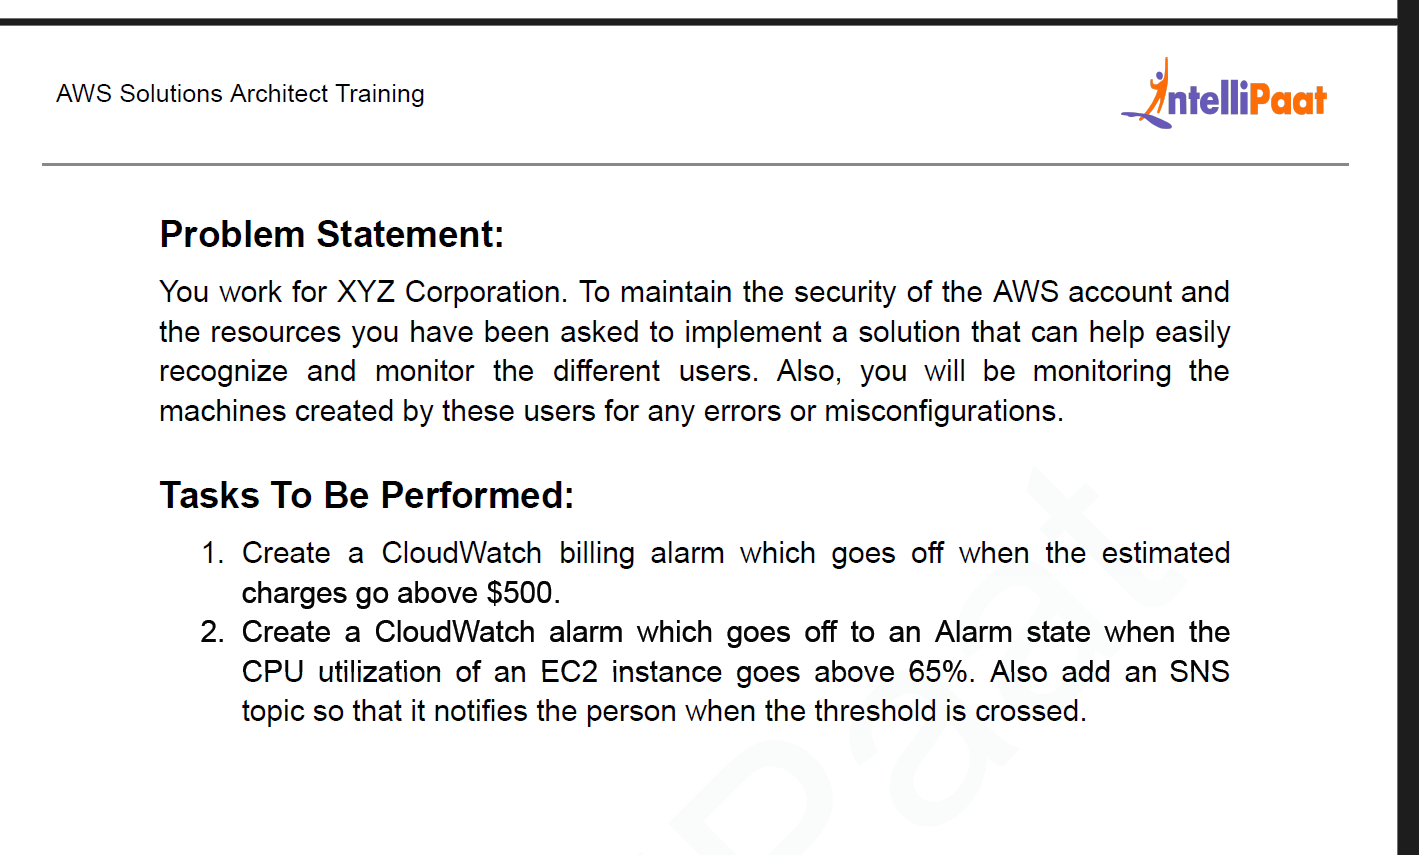 AWS Solutions Architect Training
IntelliPaat
Problem Statement:
You work for XYZ Corporation. To maintain the security of the AWS account and
the resources you have been asked to implement a solution that can help easily
recognize and monitor the different users. Also, you will be monitoring the
machines created by these users for any errors or misconfigurations.
Tasks To Be Performed:
1. Create a CloudWatch billing alarm which goes off when the estimated
charges go above $500.
2. Create a CloudWatch alarm which goes off to an Alarm state when the
CPU utilization of an EC2 instance goes above 65%. Also add an SNS
topic so that it notifies the person when the threshold is crossed.
Paat